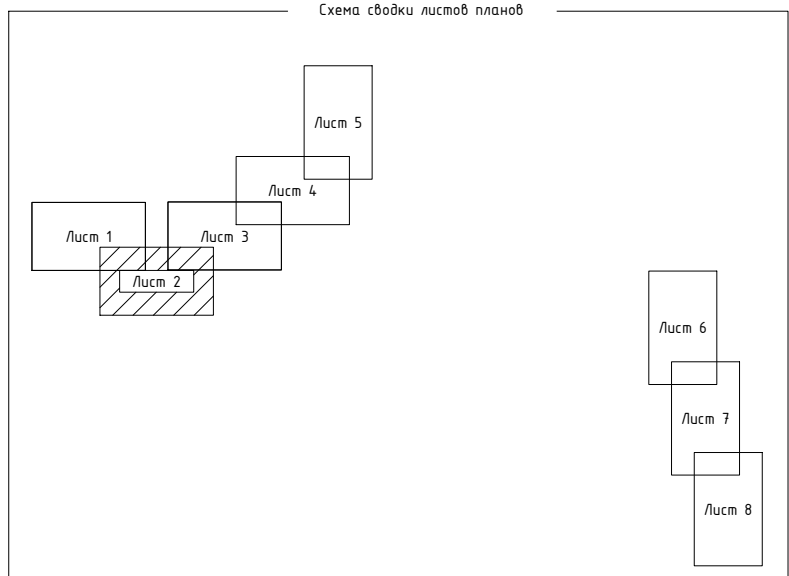 Схема сводки листов планов
Лист 5
Лист 4
Лист 1
Лист 3
Лист 2
Лист 6
Лист 7
Лист 8